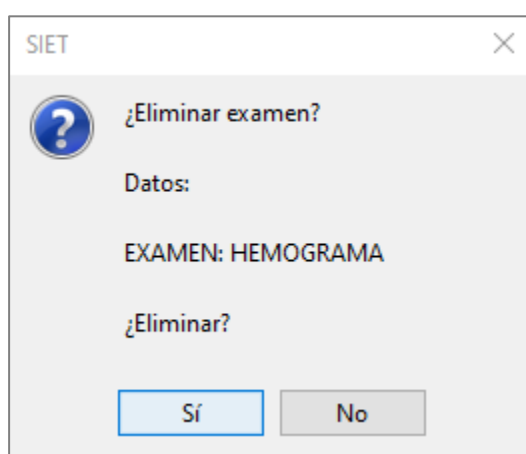 SIET
¿Eliminar examen?
Datos:
EXAMEN: HEMOGRAMA
¿Eliminar?
Sí No